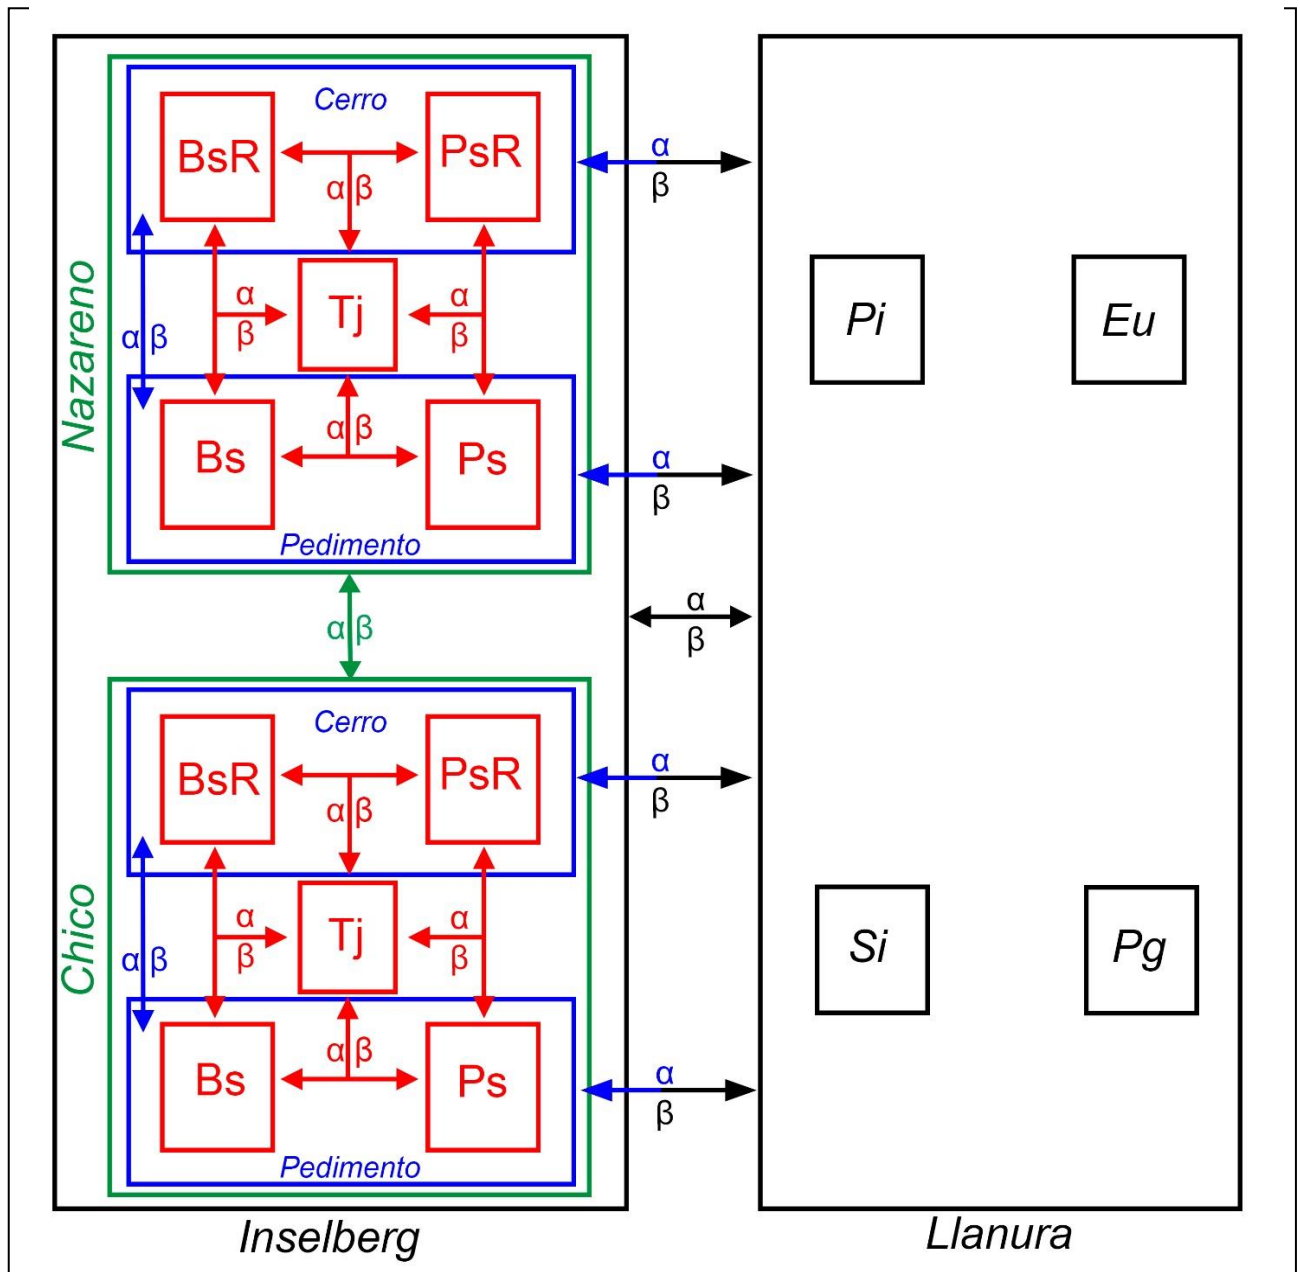 Cerro
BsR
PsR
α β
α
β
α
β
α
β
Tj
Pi
Eu
α β
Nazareno
α β
α
β
Bs
Ps
Pedimento
α
β
α β
Cerro
BsR
PsR
α
β
α β
α
β
α
β
Tj
Si
Pg
α β
Chico
α β
Bs
Ps
α
β
Pedimento
Inselberg
Llanura